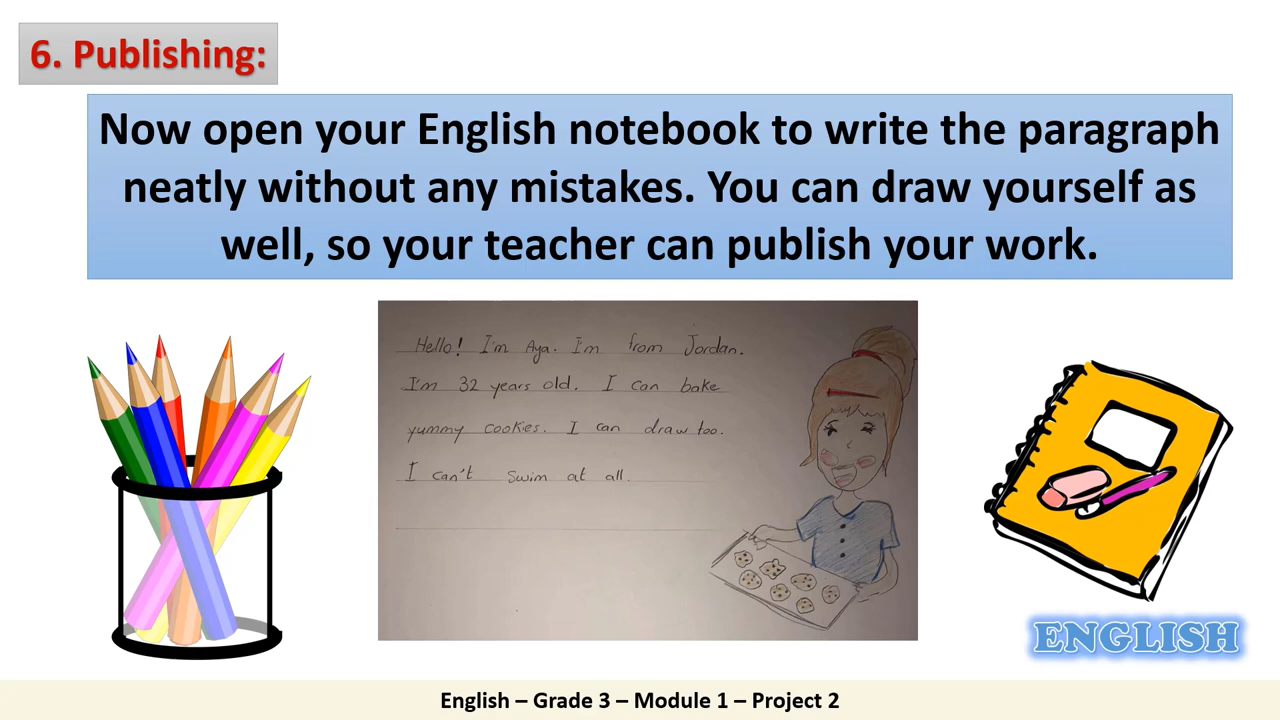 6. Publishing:
Now open your English notebook to write the paragraph
neatly without any mistakes. You can draw yourself as
well, so your teacher can publish your work.
Hello! I'm Aya. I'm from Jordan.
I'm 32 years old. I can bake
yummy cookies. I can draw too.
I can't swim at all.
ENGLISH
English – Grade 3 – Module 1 – Project 2